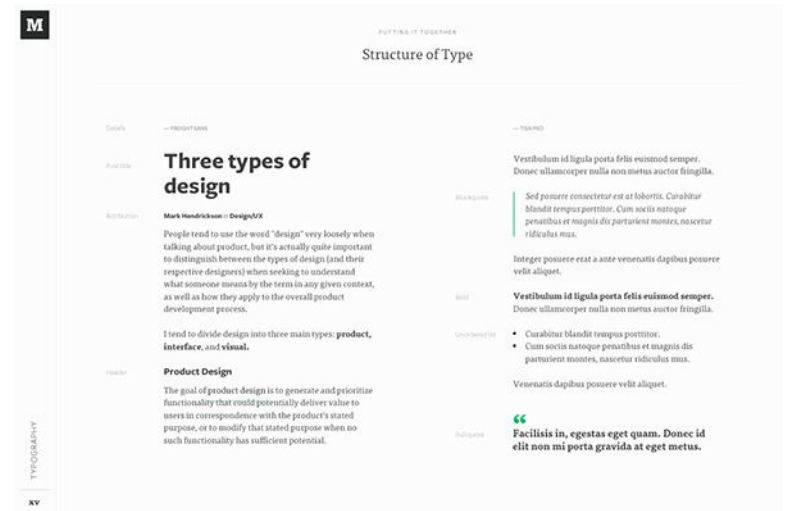 M
PUTTING IT TOGETHER
Structure of Type
Details
— FREIGHT SANS
Post title
Three types of
design
Attribution
Mark Hendrickson in Design/UX
People tend to use the word "design" very loosely when
talking about product, but it's actually quite important
to distinguish between the types of design (and their
respective designers) when seeking to understand
what someone means by the term in any given context,
as well as how they apply to the overall product
development process.
I tend to divide design into three main types: product,
interface, and visual.
Header
Product Design
The goal of product design is to generate and prioritize
functionality that could potentially deliver value to
users in correspondence with the product's stated
purpose, or to modify that stated purpose when no
such functionality has sufficient potential.
— TISA PRO
Vestibulum id ligula porta felis euismod semper.
Donec ullamcorper nulla non metus auctor fringilla.
Blockquote
Sed posuere consectetur est at lobortis. Curabitur
blandit tempus porttitor. Cum sociis natoque
penatibus et magnis dis parturient montes, nascetur
ridiculus mus.
Integer posuere erat a ante venenatis dapibus posuere
velit aliquet.
Bold
Vestibulum id ligula porta felis euismod semper.
Donec ullamcorper nulla non metus auctor fringilla.
Unordered list
• Curabitur blandit tempus porttitor.
• Cum sociis natoque penatibus et magnis dis
parturient montes, nascetur ridiculus mus.
Venenatis dapibus posuere velit aliquet.
Pull quote
“
Facilisis in, egestas eget quam. Donec id
elit non mi porta gravida at eget metus.
TYPOGRAPHY
XV